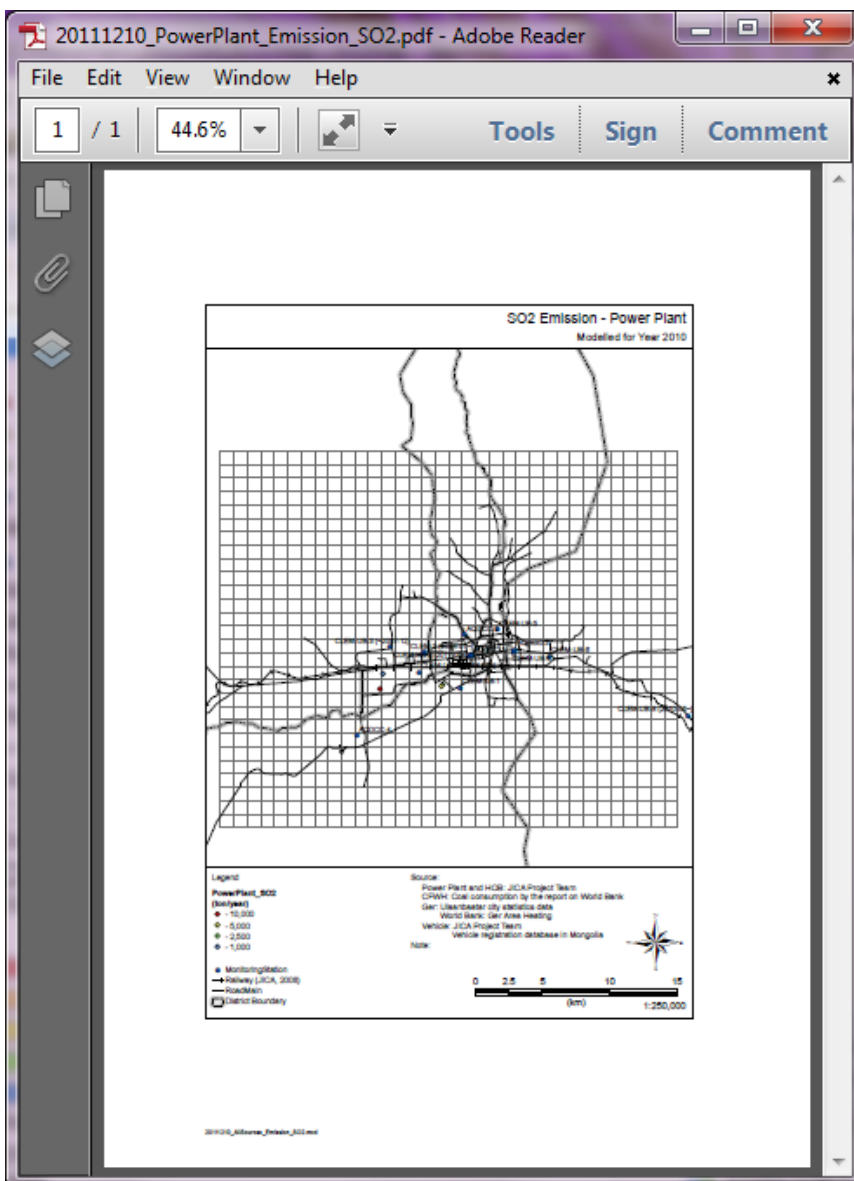 20111210_PowerPlant_Emission_SO2.pdf - Adobe Reader
File Edit View Window Help
1 / 1 44.6% Tools Sign Comment
SO2 Emission - Power Plant
Modelled for Year 2010
Legend
PowerPlant_SO2
(ton/year)
- 10,000
- 5,000
- 2,500
- 1,000
MonitoringStation
Railway (JICA, 2008)
RoadMain
District Boundary
Source:
Power Plant and HOB: JICA Project Team
CFWH: Coal consumption by the report on World Bank
Ger: Ulaanbaatar city statistics data
World Bank: Ger Area Heating
Vehicle: JICA Project Team
Vehicle registration database in Mongolia
Note:
0 2.5 5 10 15
(km)
1:250,000